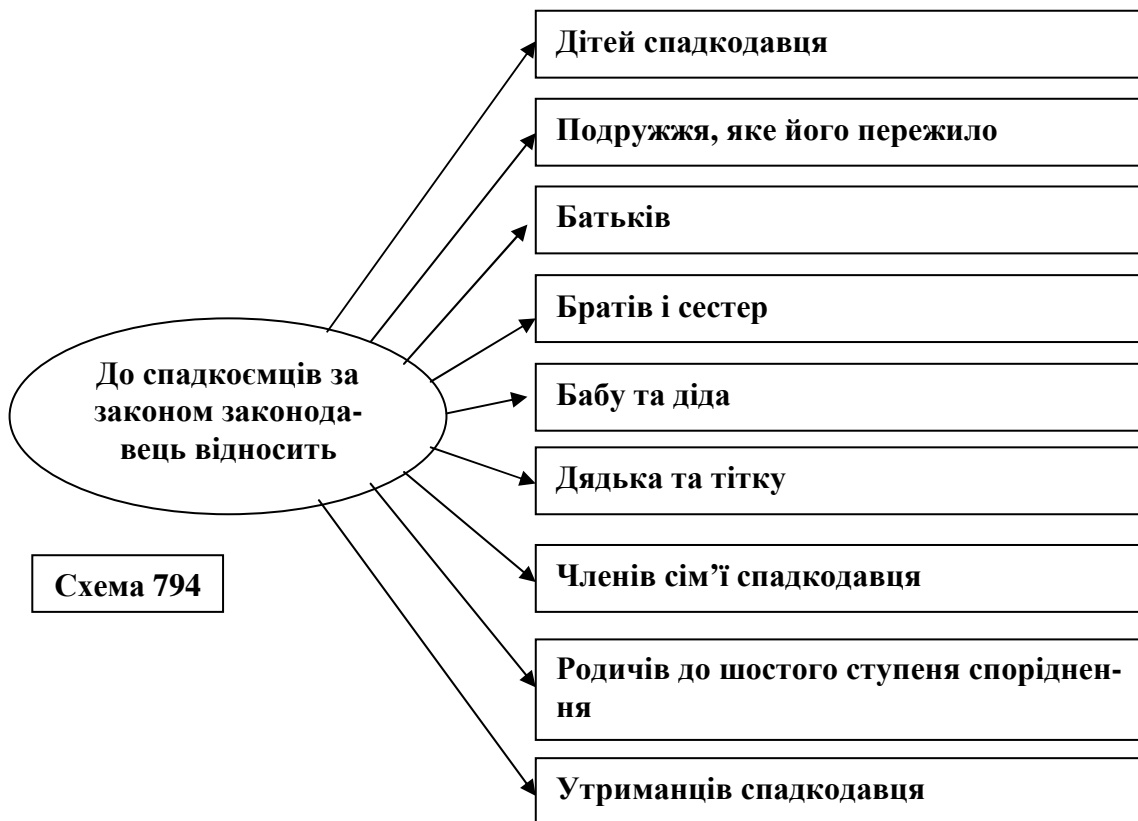 Дітей спадкодавця
Подружжя, яке його пережило
Батьків
Братів і сестер
До спадкоємців за
законом законода-
вець відносить
Бабу та діда
Дядька та тітку
Членів сім’ї спадкодавця
Схема 794
Родичів до шостого ступеня споріднен-
ня
Утриманців спадкодавця